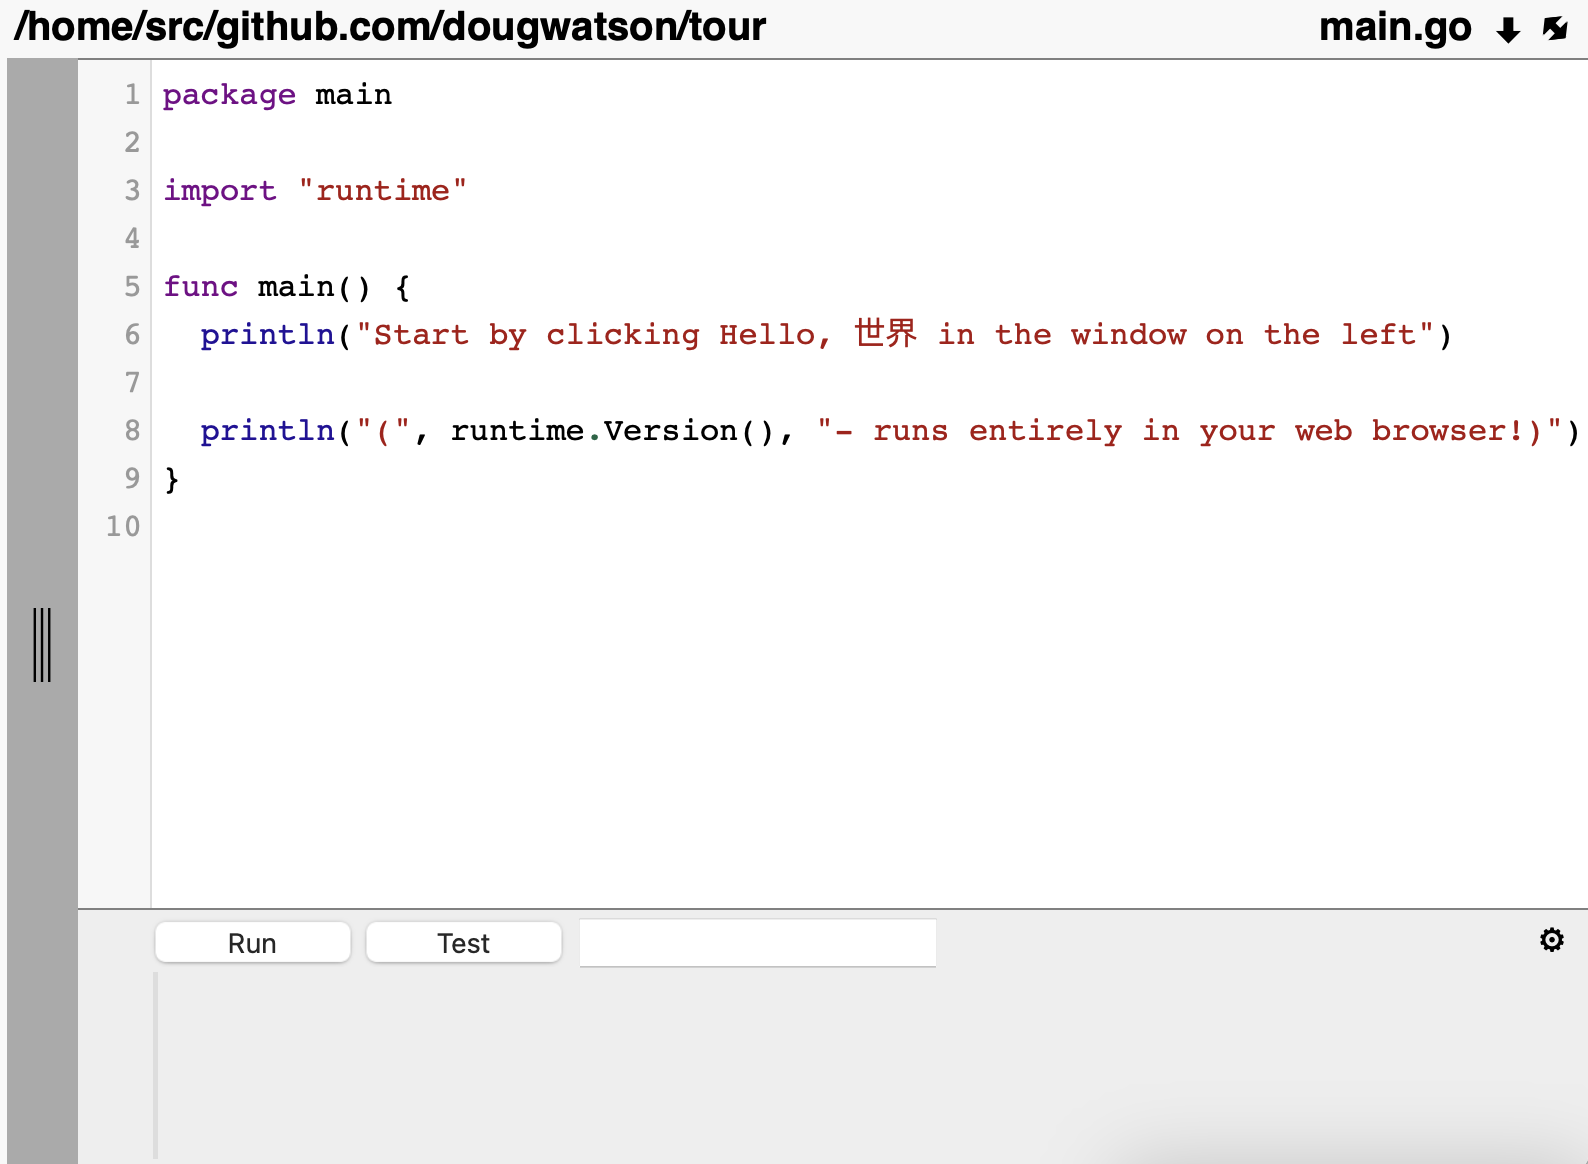 /home/src/github.com/dougwatson/tour main.go
1 package main
2
3 import "runtime"
4
5 func main() {
6   println("Start by clicking Hello, 世界 in the window on the left")
7
8   println("(", runtime.Version(), "- runs entirely in your web browser!)")
9 }
10
Run Test